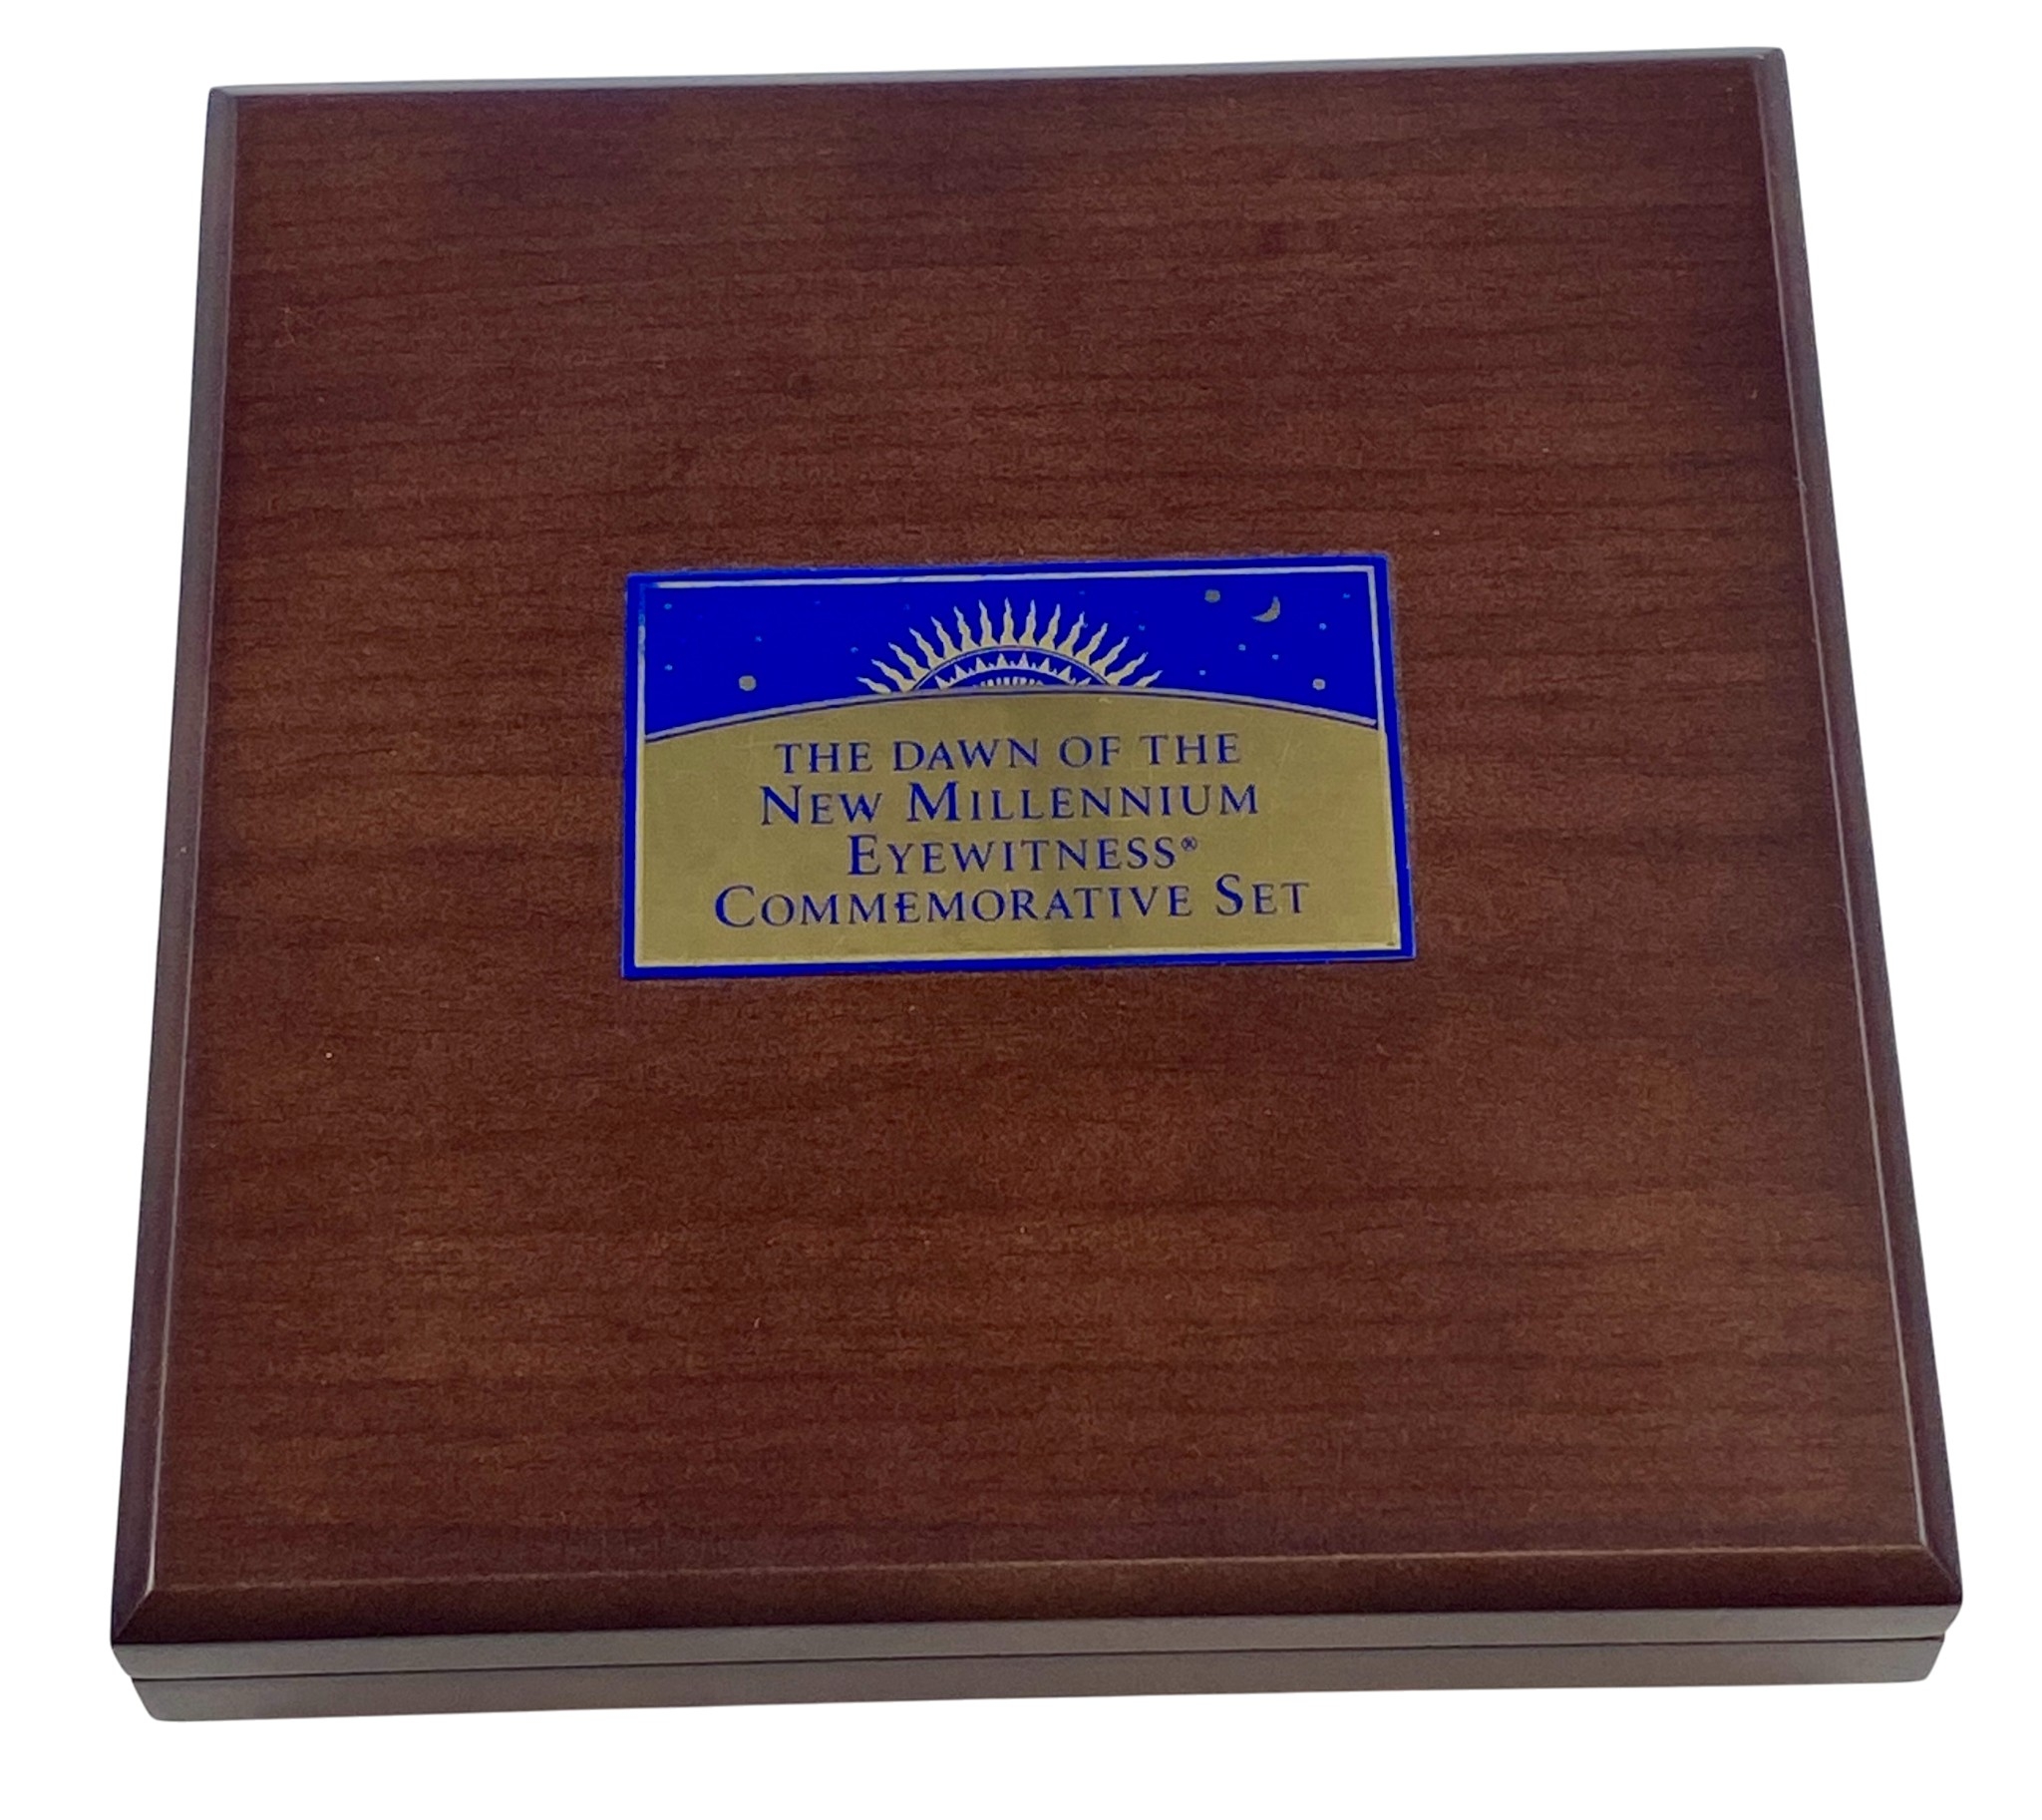 THE DAWN OF THE
NEW MILLENNIUM
EYEWITNESS®
COMMEMORATIVE SET